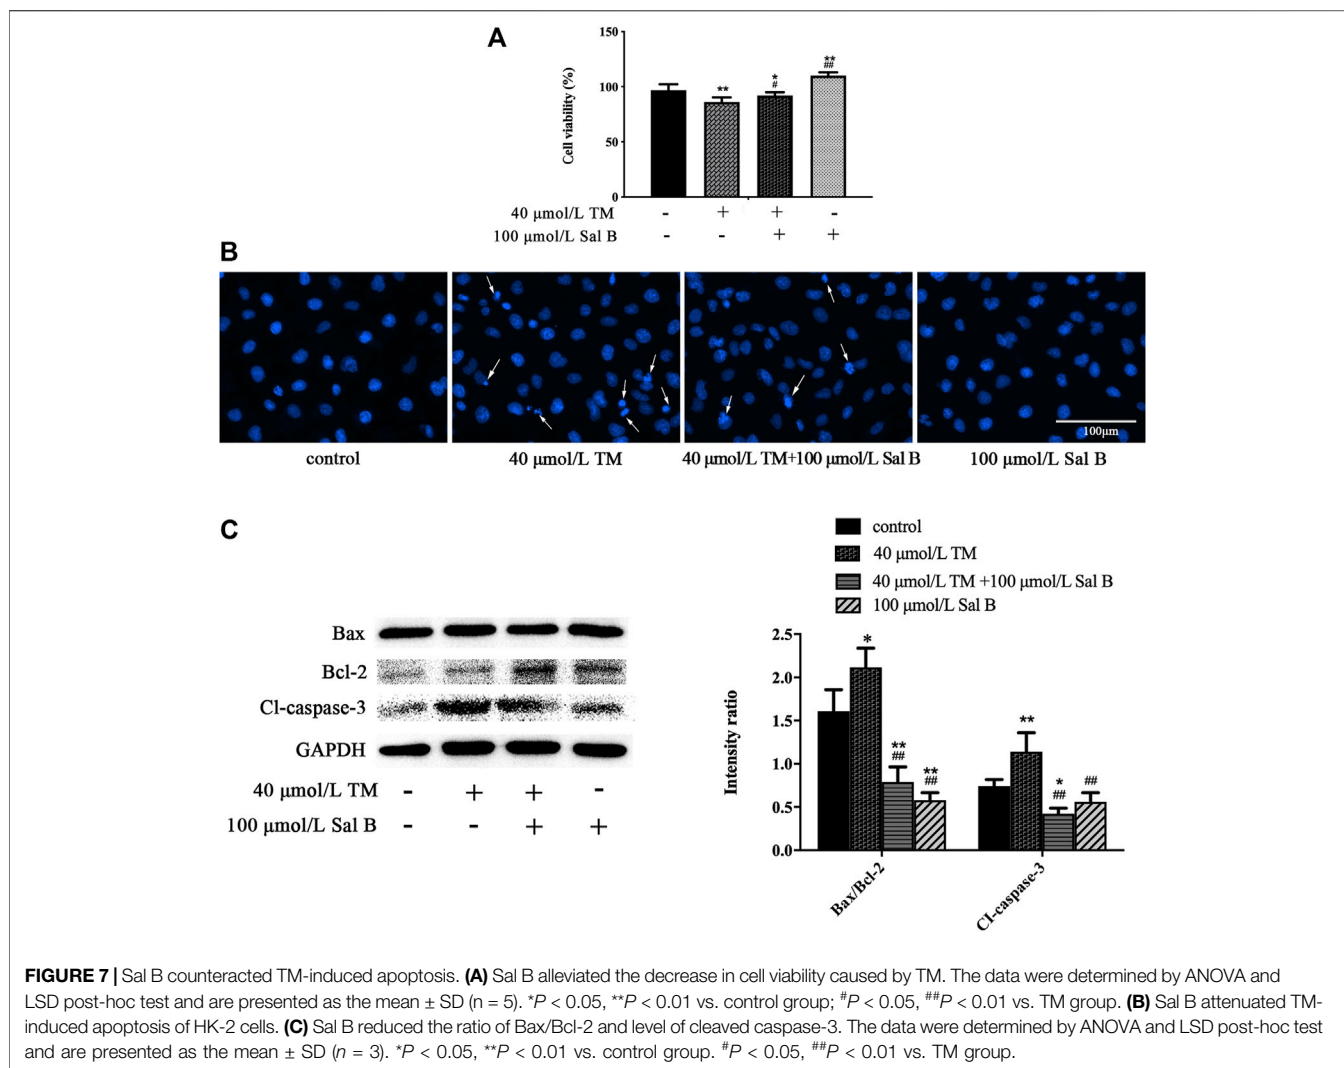 A
150
100
50
0
Cell viability (%)
**
*
#
**
##
40 μmol/L TM - + + -
100 μmol/L Sal B - - + +
B
100μm
control 40 μmol/L TM 40 μmol/L TM+100 μmol/L Sal B 100 μmol/L Sal B
C
control
40 μmol/L TM
40 μmol/L TM +100 μmol/L Sal B
100 μmol/L Sal B
Bax
Bcl-2
Cl-caspase-3
GAPDH
40 μmol/L TM - + + -
100 μmol/L Sal B - - + +
2.5
2.0
1.5
1.0
0.5
0.0
Intensity ratio
*
**
##
**
##
**
*
##
##
Bax/Bcl-2
CI-caspase-3
FIGURE 7 | Sal B counteracted TM-induced apoptosis. (A) Sal B alleviated the decrease in cell viability caused by TM. The data were determined by ANOVA and
LSD post-hoc test and are presented as the mean ± SD (n = 5). *P < 0.05, **P < 0.01 vs. control group; #P < 0.05, ##P < 0.01 vs. TM group. (B) Sal B attenuated TM-
induced apoptosis of HK-2 cells. (C) Sal B reduced the ratio of Bax/Bcl-2 and level of cleaved caspase-3. The data were determined by ANOVA and LSD post-hoc test
and are presented as the mean ± SD (n = 3). *P < 0.05, **P < 0.01 vs. control group. #P < 0.05, ##P < 0.01 vs. TM group.